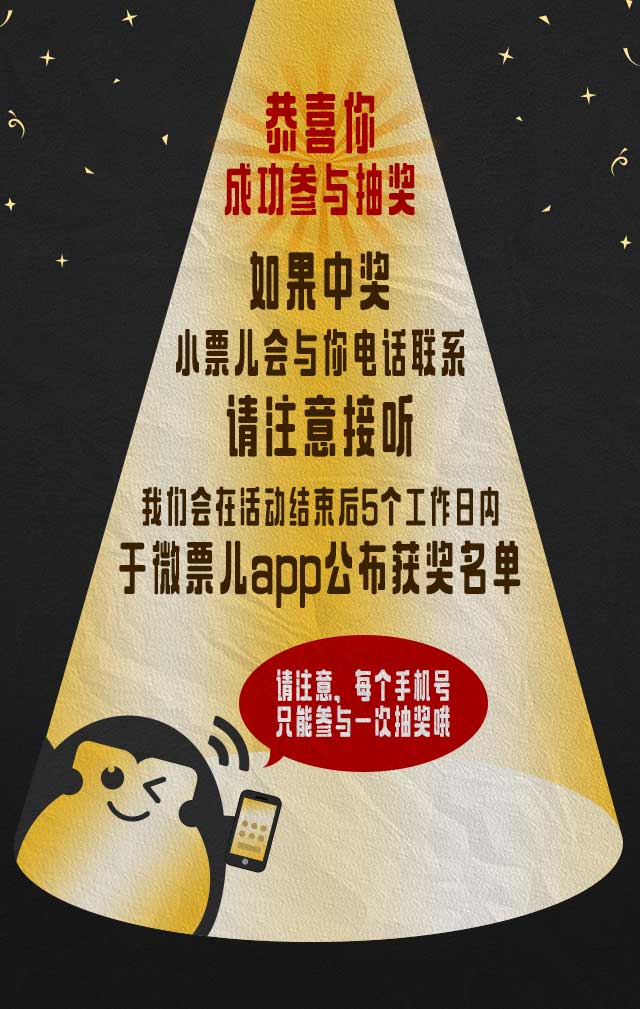 恭喜你
成功参与抽奖
如果中奖
小票儿会与你电话联系
请注意接听
我们会在活动结束后5个工作日内
于微票儿app公布获奖名单
请注意，每个手机号
只能参与一次抽奖哦